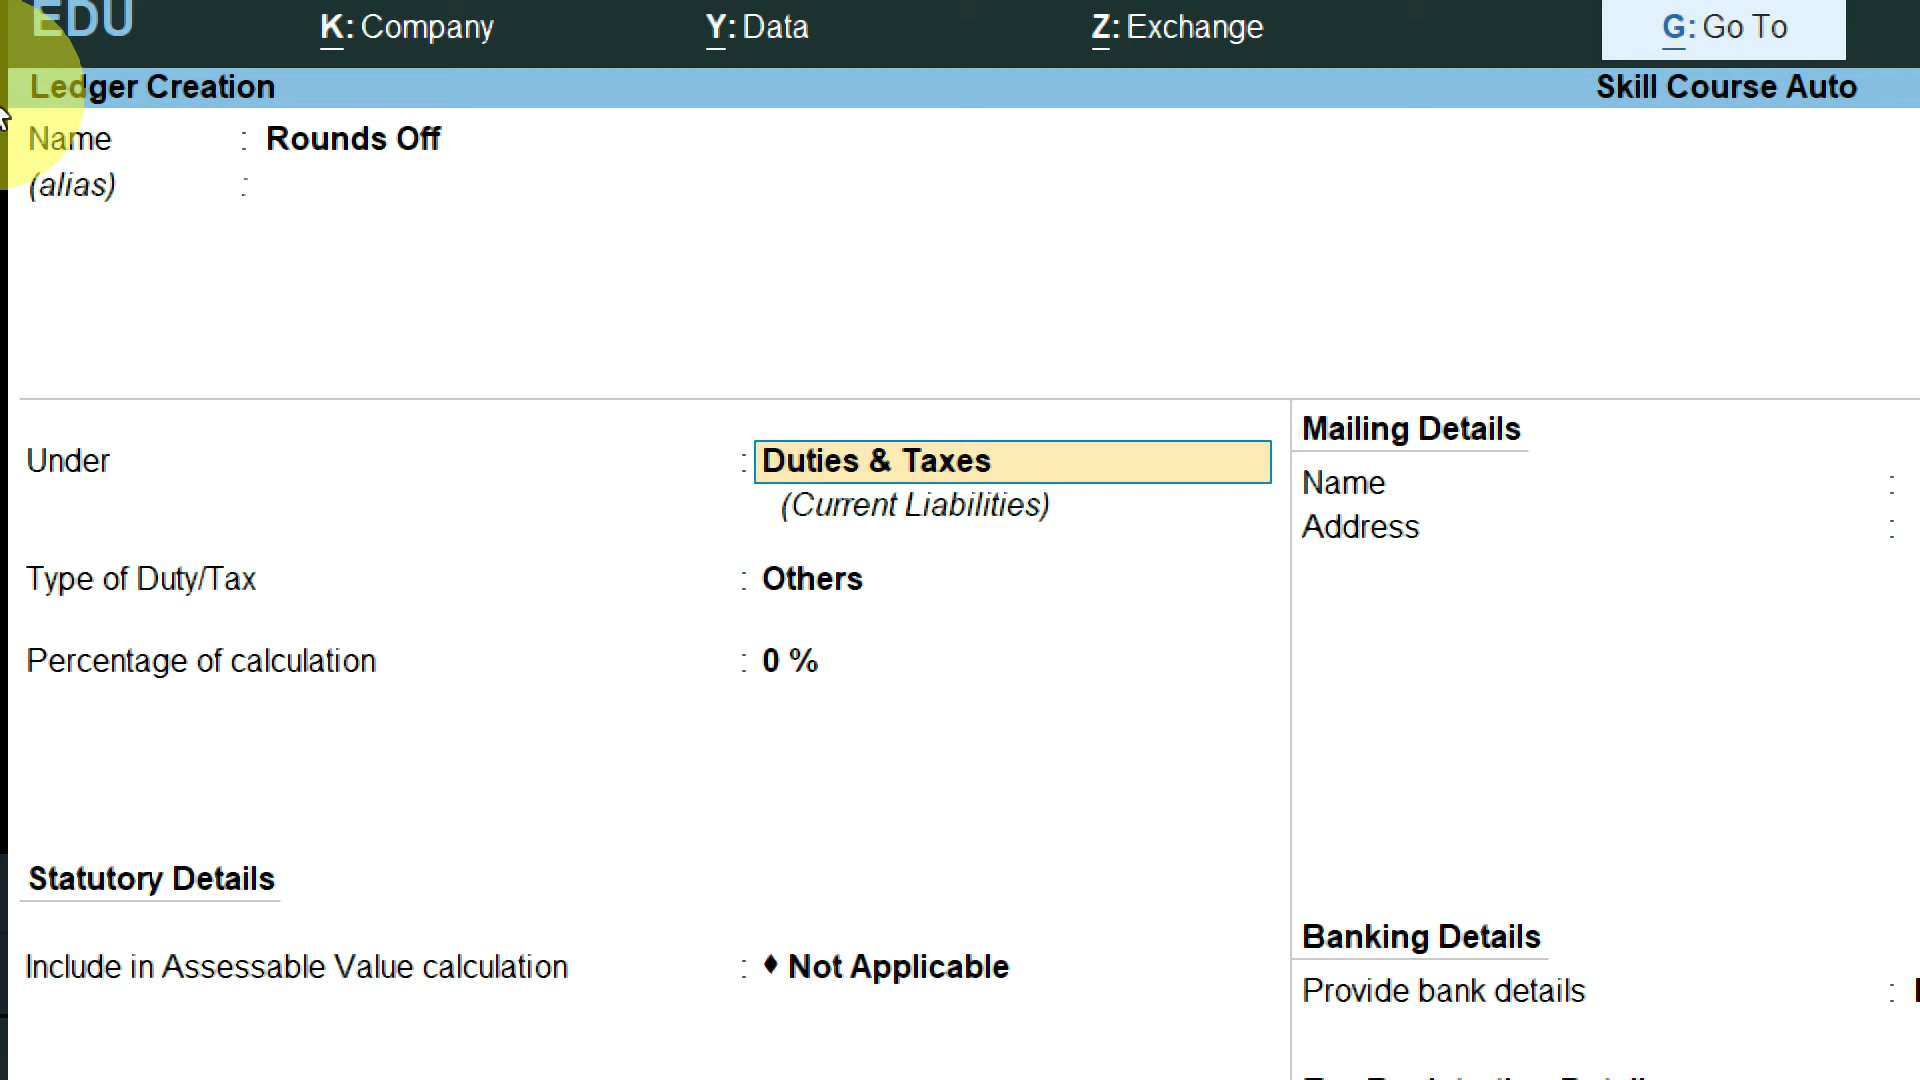 EDU K: Company Y: Data Z: Exchange G: Go To
Ledger Creation Skill Course Auto
Name : Rounds Off
(alias) :
Mailing Details
Under : Duties & Taxes
(Current Liabilities)
Name :
Address :
Type of Duty/Tax : Others
Percentage of calculation : 0 %
Statutory Details
Banking Details
Include in Assessable Value calculation : ♦ Not Applicable
Provide bank details :